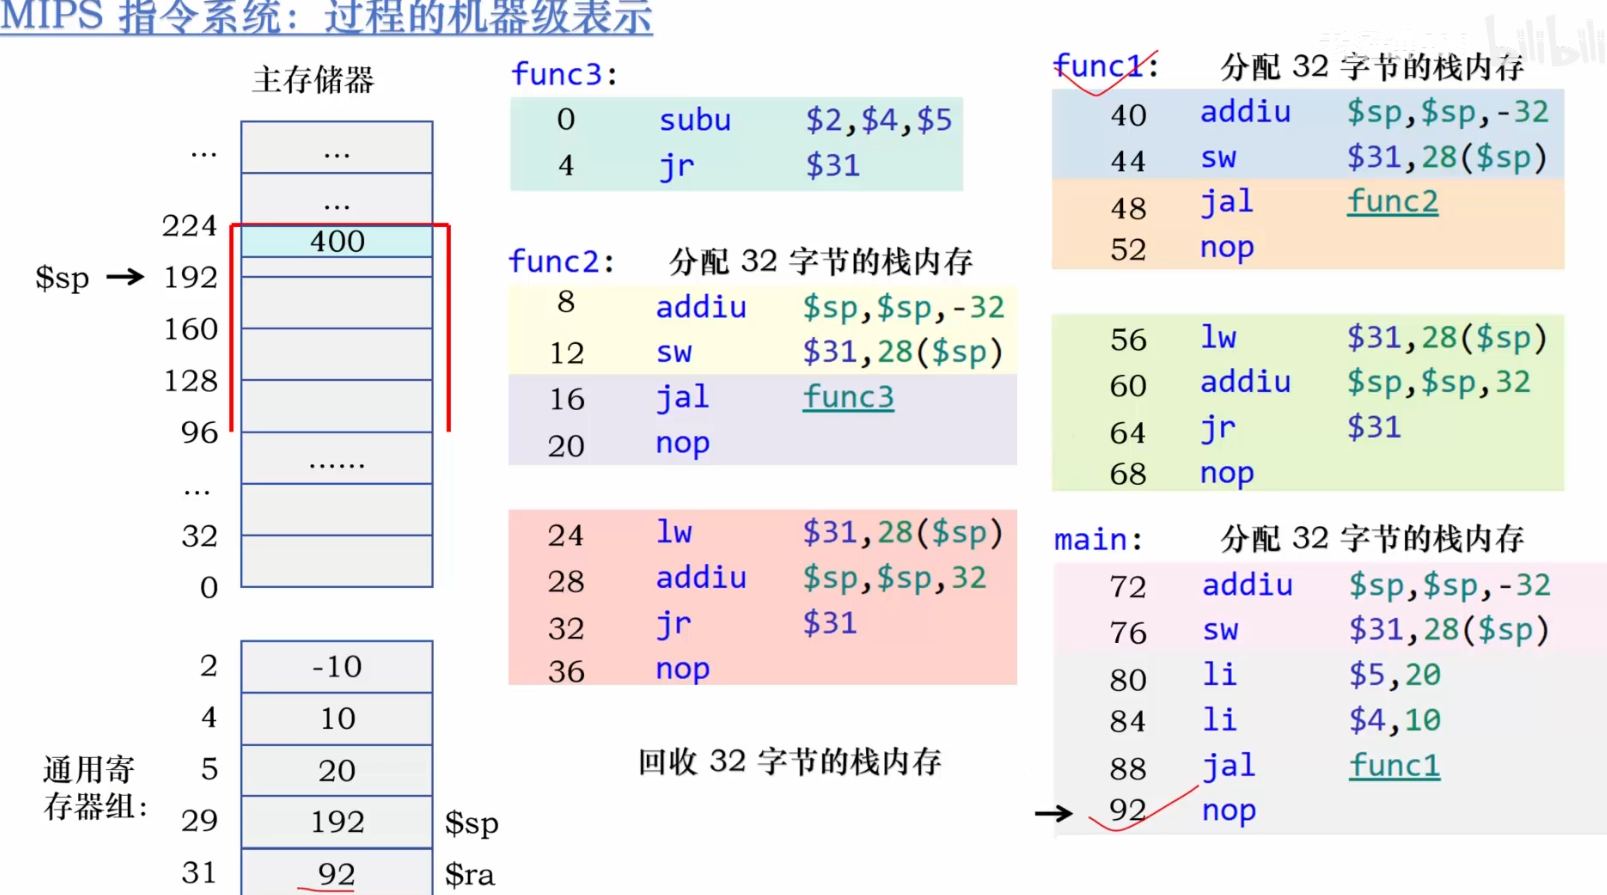 MIPS 指令系统：过程的机器级表示
主存储器
... ...
...
224 400
$sp → 192
160
128
96
......
...
32
0
2 -10
4 10
通用寄存器组： 5 20
29 192 $sp
31 92 $ra
func3:
0 subu $2,$4,$5
4 jr $31
func2: 分配 32 字节的栈内存
8 addiu $sp,$sp,-32
12 sw $31,28($sp)
16 jal func3
20 nop
24 lw $31,28($sp)
28 addiu $sp,$sp,32
32 jr $31
36 nop
回收 32 字节的栈内存
func1: 分配 32 字节的栈内存
40 addiu $sp,$sp,-32
44 sw $31,28($sp)
48 jal func2
52 nop
56 lw $31,28($sp)
60 addiu $sp,$sp,32
64 jr $31
68 nop
main: 分配 32 字节的栈内存
72 addiu $sp,$sp,-32
76 sw $31,28($sp)
80 li $5,20
84 li $4,10
88 jal func1
→ 92 nop
bilibili